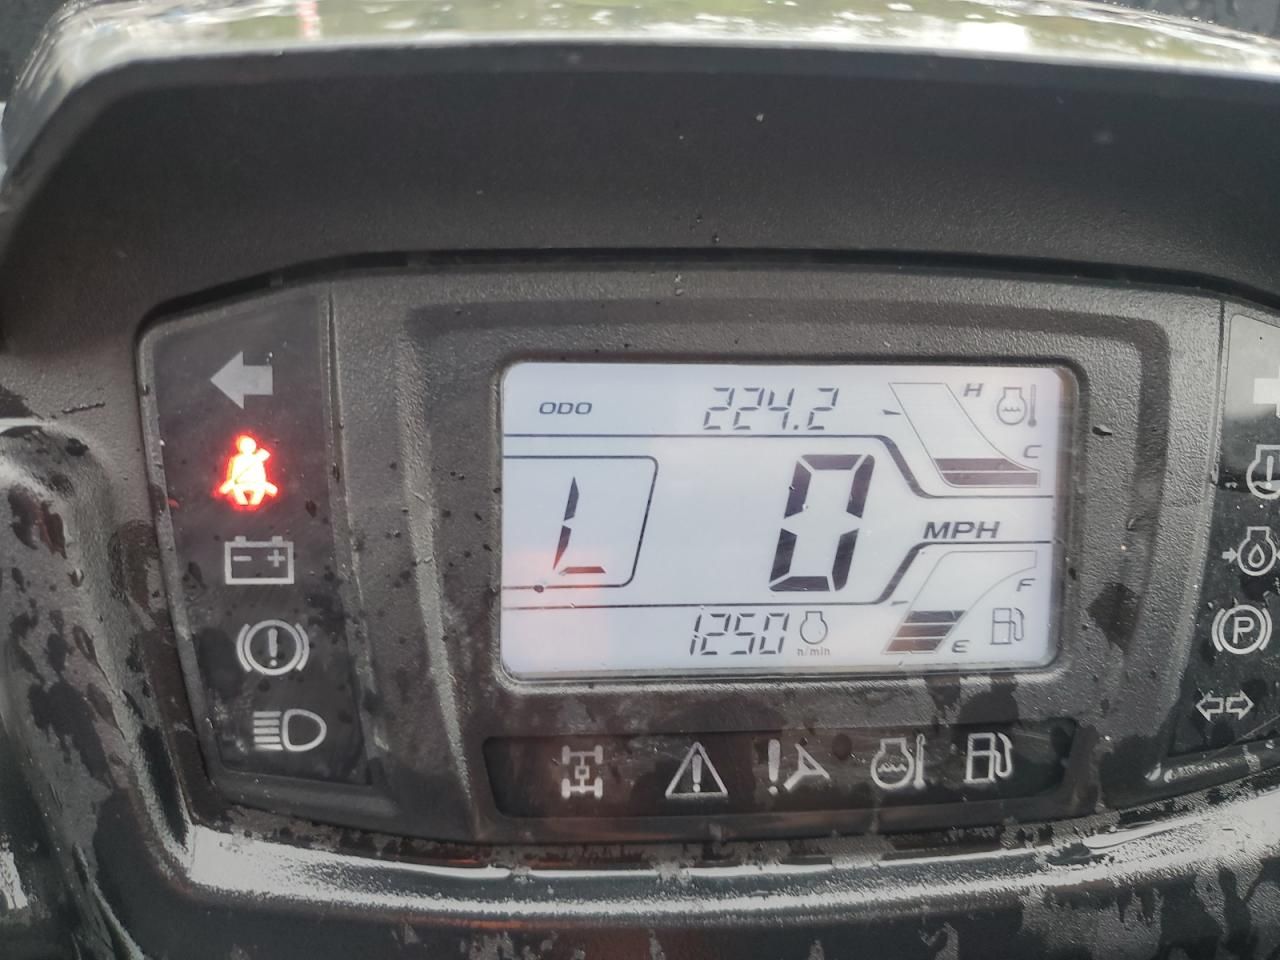 ODO 224.2 H
C
L 0 MPH
F
1250 n/min E
P